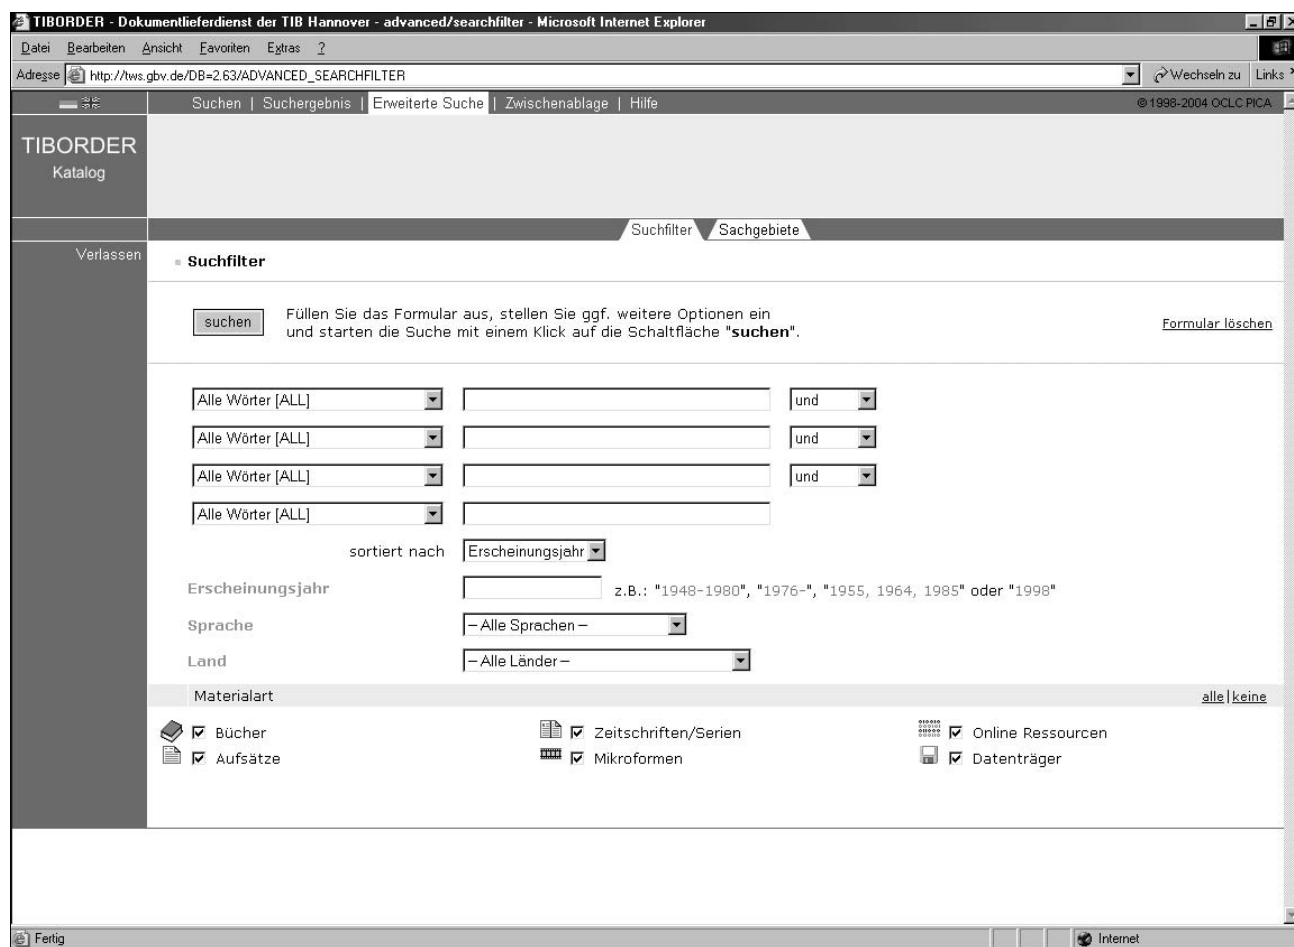 TIBORDER - Dokumentlieferdienst der TIB Hannover - advanced/searchfilter - Microsoft Internet Explorer
Datei Bearbeiten Ansicht Favoriten Extras ?
Adresse http://tws.gbv.de/DB=2.63/ADVANCED_SEARCHFILTER Wechseln zu Links
Suchen | Suchergebnis | Erweiterte Suche | Zwischenablage | Hilfe © 1998-2004 OCLC PICA
TIBORDER
Katalog
Suchfilter Sachgebiete
Verlassen
Suchfilter
suchen Füllen Sie das Formular aus, stellen Sie ggf. weitere Optionen ein
und starten die Suche mit einem Klick auf die Schaltfläche "suchen".
Formular löschen
Alle Wörter [ALL] und
Alle Wörter [ALL] und
Alle Wörter [ALL] und
Alle Wörter [ALL]
sortiert nach Erscheinungsjahr
Erscheinungsjahr z.B.: "1948-1980", "1976-", "1955, 1964, 1985" oder "1998"
Sprache – Alle Sprachen –
Land – Alle Länder –
Materialart alle | keine
Bücher Zeitschriften/Serien Online Ressourcen
Aufsätze Mikroformen Datenträger
Fertig Internet